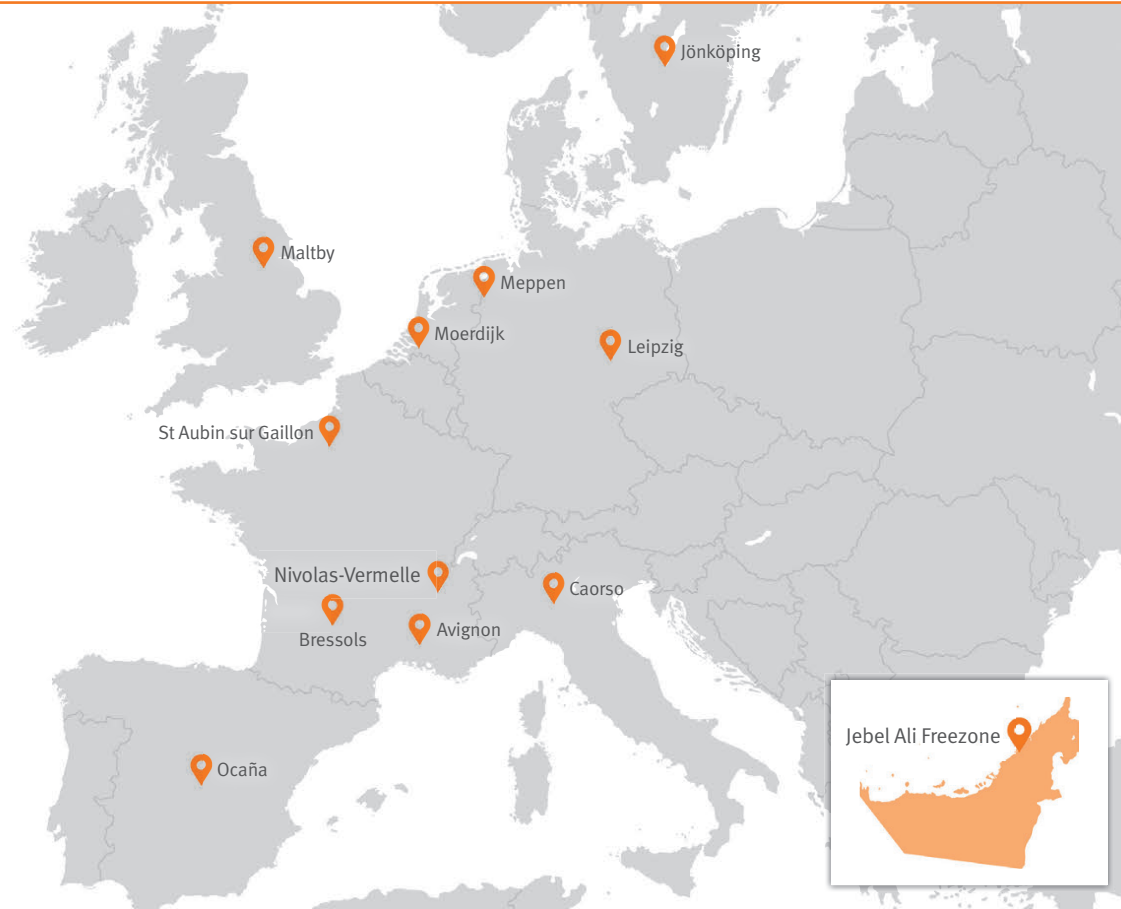 Jönköping
Maltby
Meppen
Moerdijk
Leipzig
St Aubin sur Gaillon
Nivolas-Vermelle
Caorso
Bressols
Avignon
Jebel Ali Freezone
Ocaña